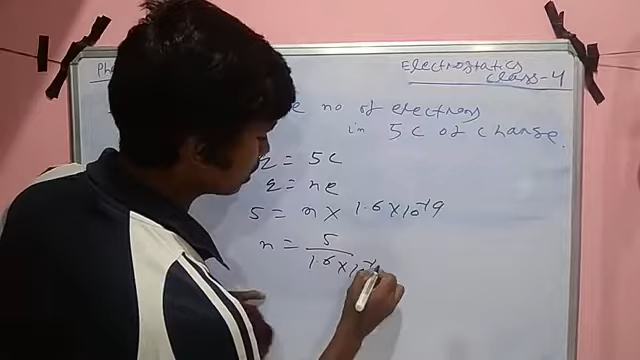 Ph
Electrostatics
Class-4
no of electrons
in 5C of charge.
q = 5C
q = ne
5 = n × 1.6×10⁻¹⁹
n = 5
1.6×10⁻¹